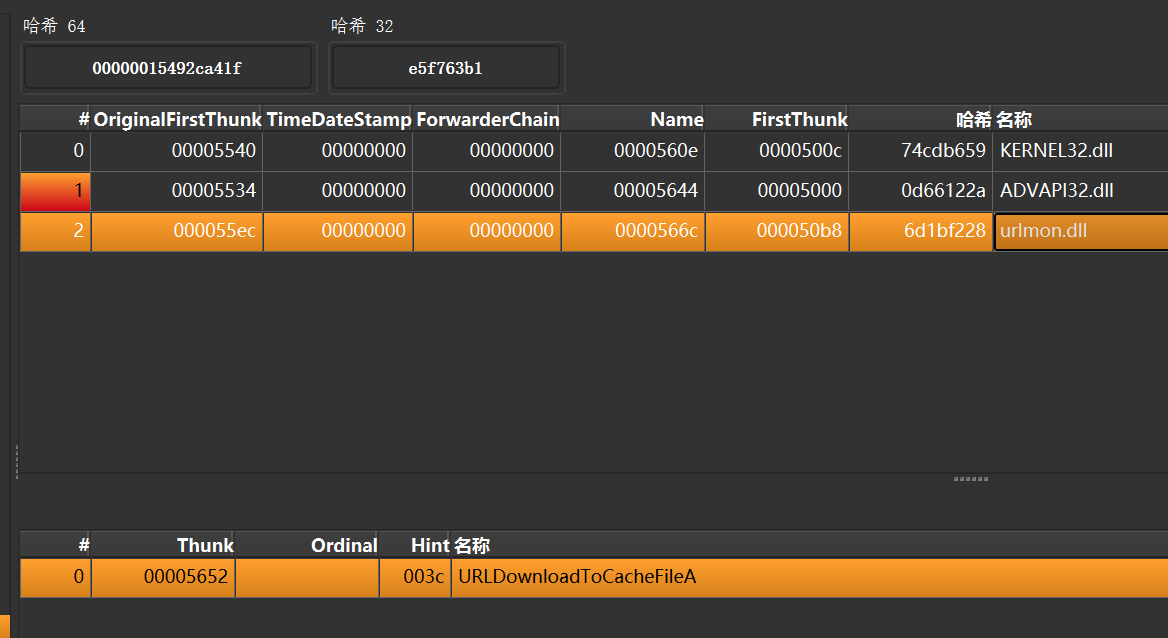 哈希 64 哈希 32
00000015492ca41f e5f763b1
# OriginalFirstThunk TimeDateStamp ForwarderChain Name FirstThunk 哈希 名称
0 00005540 00000000 00000000 0000560e 0000500c 74cdb659 KERNEL32.dll
1 00005534 00000000 00000000 00005644 00005000 0d66122a ADVAPI32.dll
2 000055ec 00000000 00000000 0000566c 000050b8 6d1bf228 urlmon.dll
# Thunk Ordinal Hint 名称
0 00005652 003c URLDownloadToCacheFileA